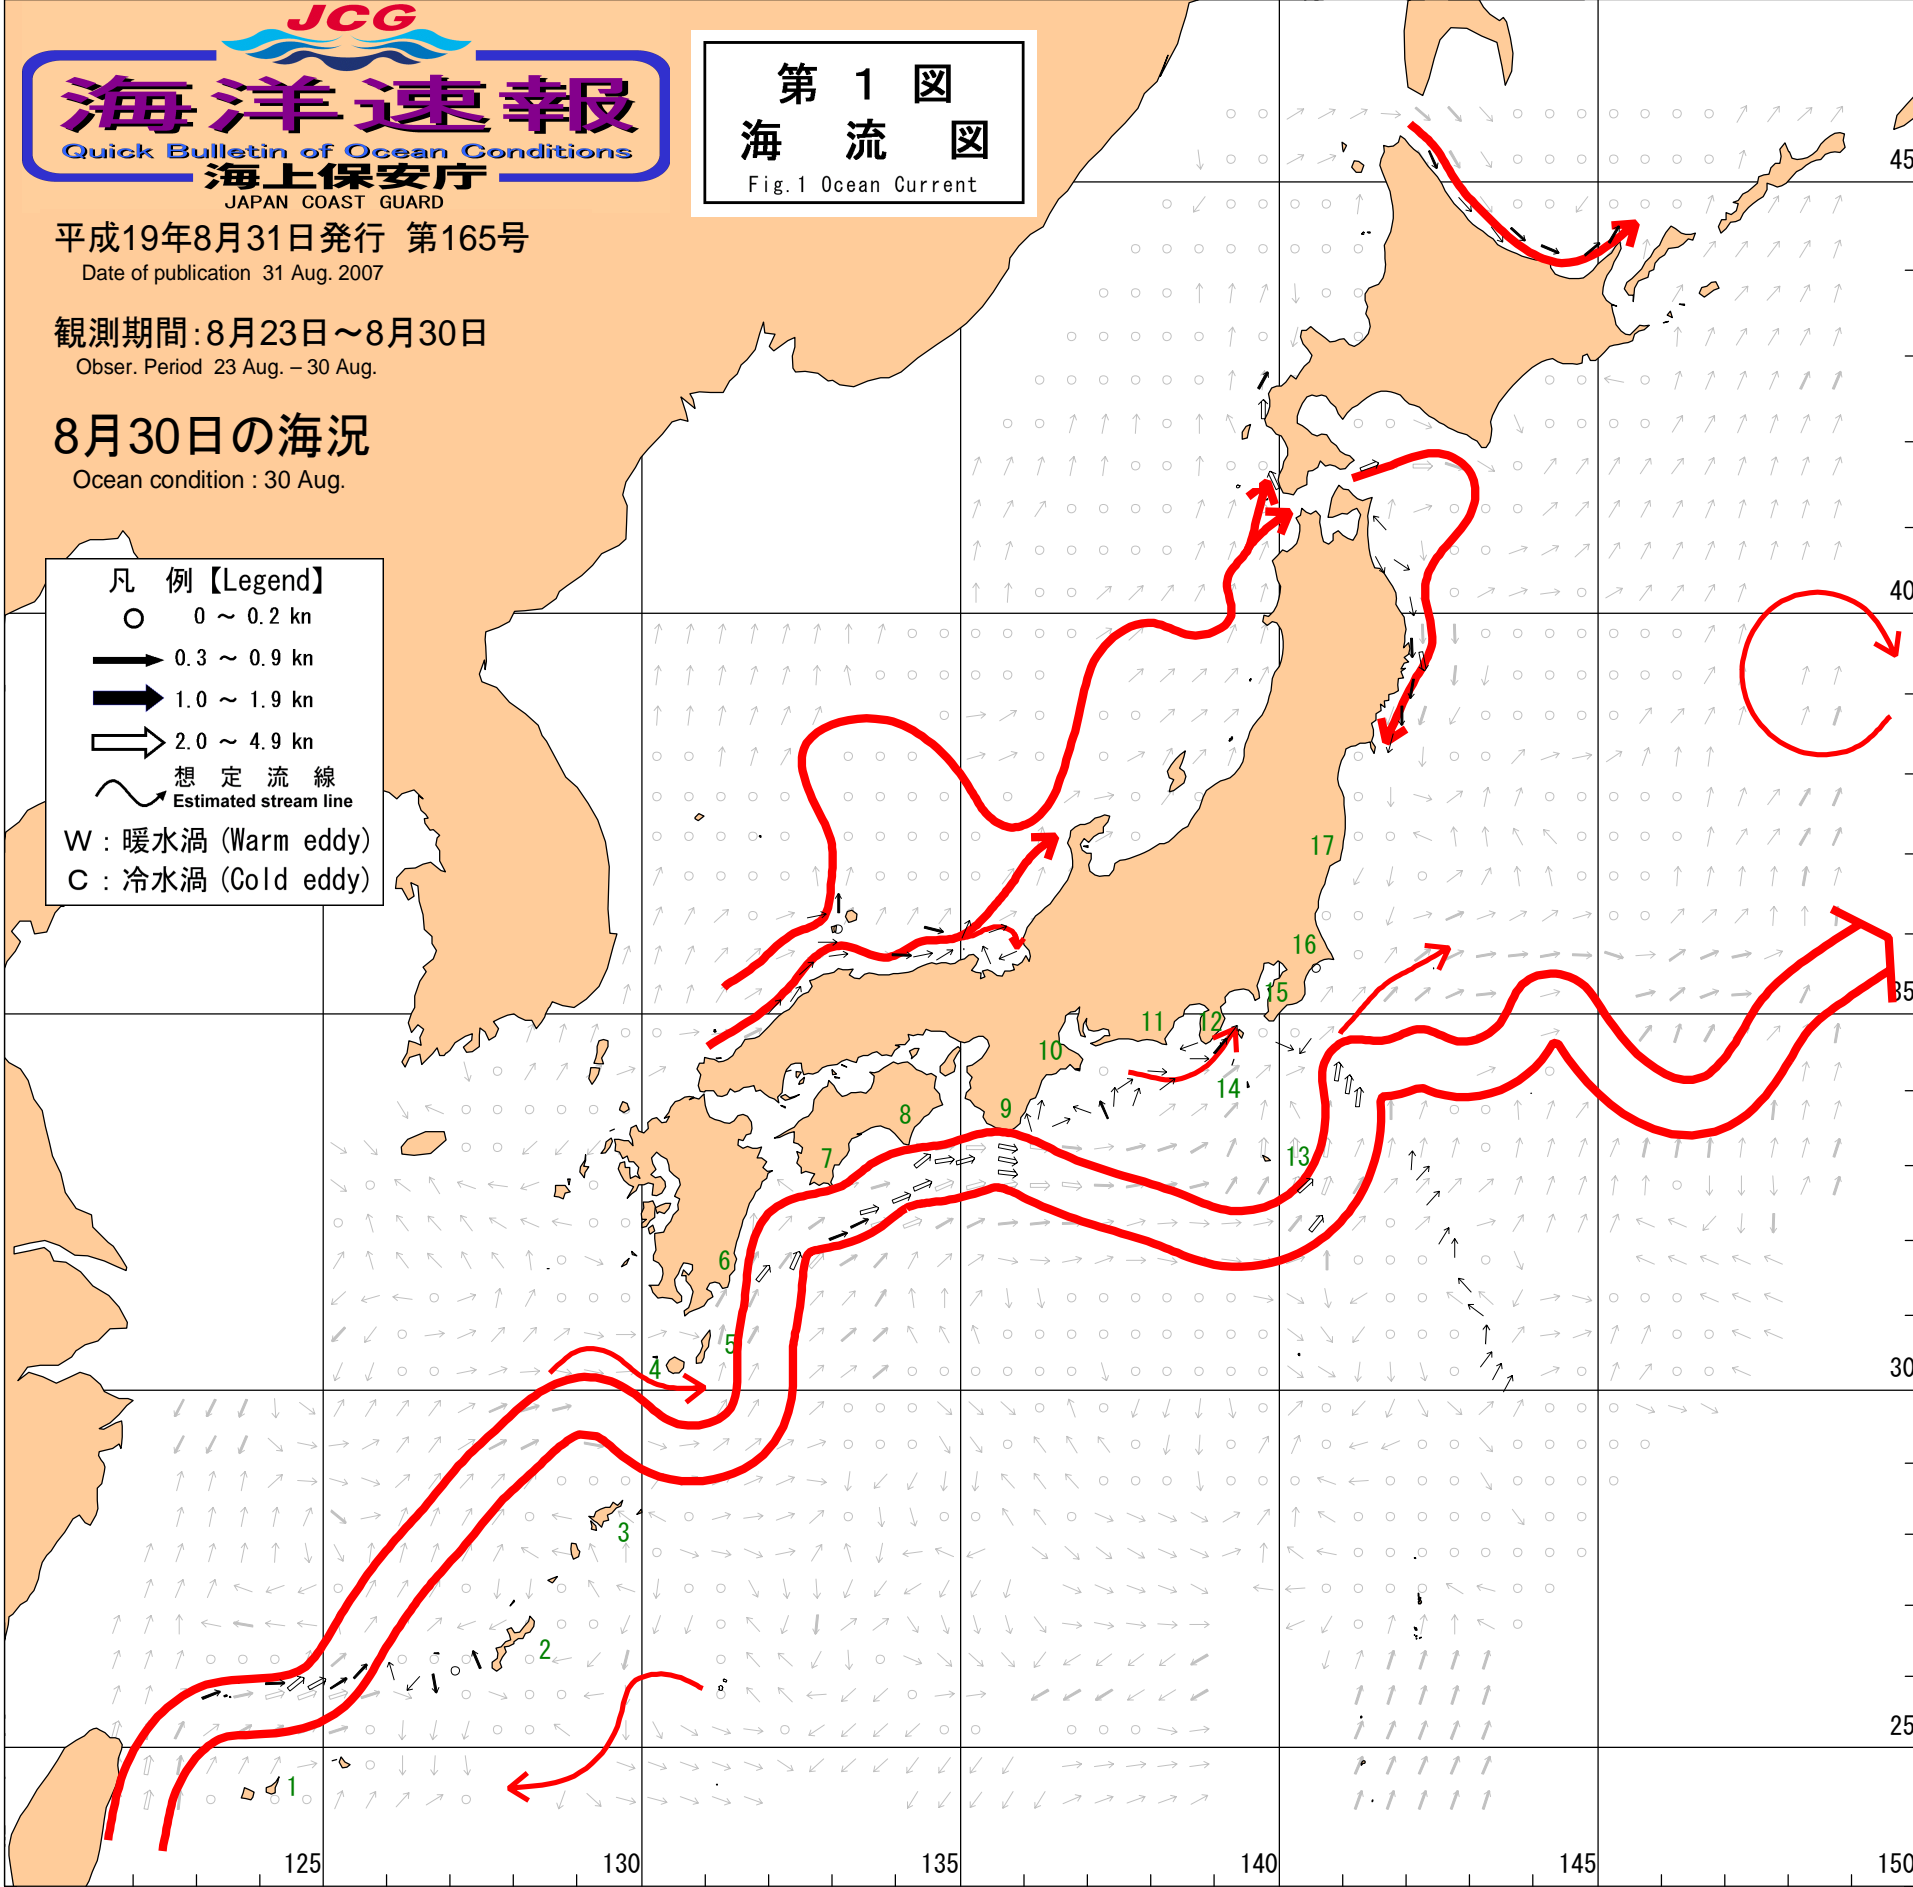 JCG
海洋速報
Quick Bulletin of Ocean Conditions
海上保安庁
JAPAN COAST GUARD
平成19年8月31日発行 第165号
Date of publication 31 Aug. 2007
観測期間:8月23日～8月30日
Obser. Period 23 Aug. – 30 Aug.
8月30日の海況
Ocean condition : 30 Aug.
第 1 図
海 流 図
Fig.1 Ocean Current
凡 例【Legend】
0 ～ 0.2 kn
0.3 ～ 0.9 kn
1.0 ～ 1.9 kn
2.0 ～ 4.9 kn
想 定 流 線
Estimated stream line
W : 暖水渦 (Warm eddy)
C : 冷水渦 (Cold eddy)
45
40
35
30
25
17
16
15
11
12
10
14
9
8
7
13
6
5
4
3
2
1
125
130
135
140
145
150